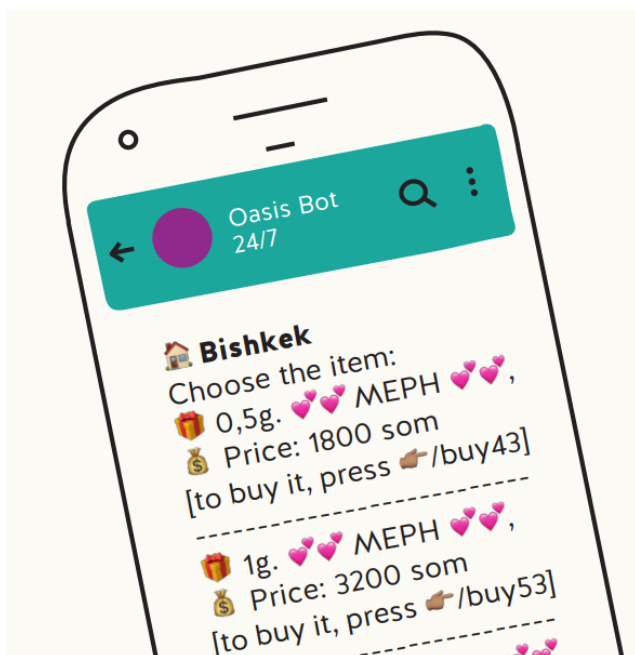 Oasis Bot
24/7
🏠 Bishkek
Choose the item:
🎁 0,5g. 💕💕 MEPH 💕💕,
💰 Price: 1800 som
[to buy it, press 👉🏽/buy43]
--------------------------------
🎁 1g. 💕💕 MEPH 💕💕,
💰 Price: 3200 som
[to buy it, press 👉🏽/buy53]
--------------------------------